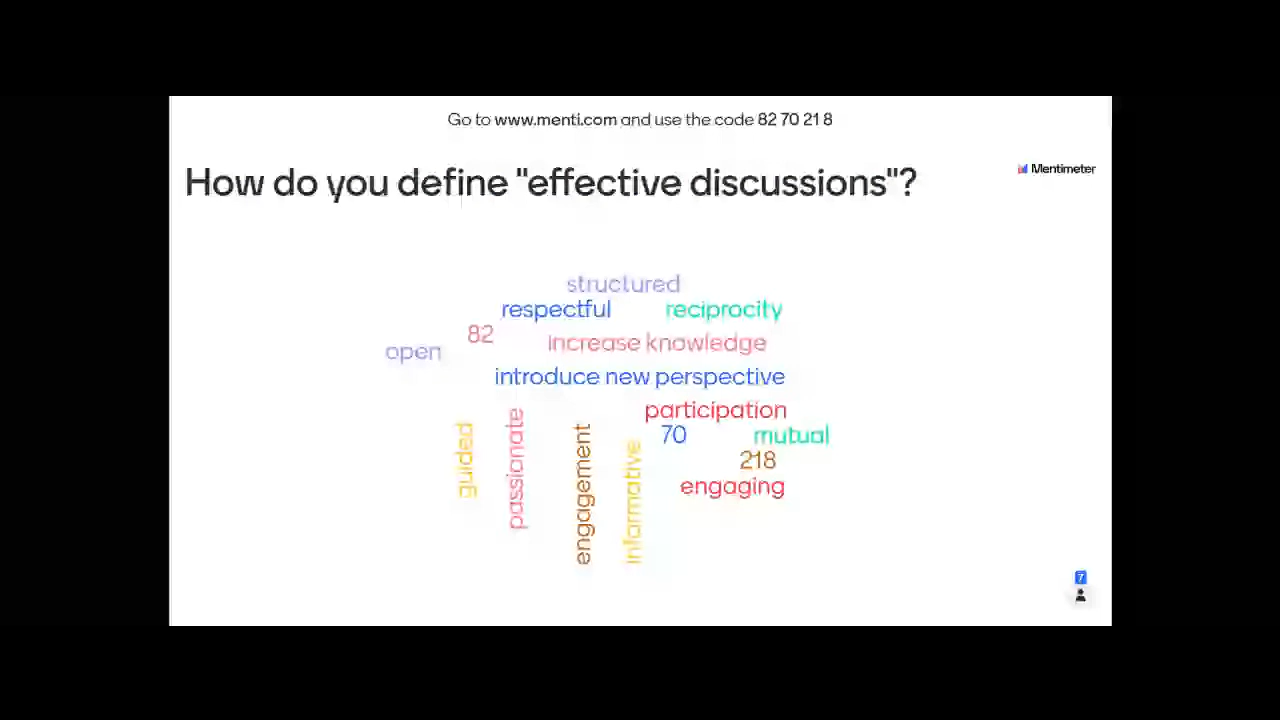 Go to www.menti.com and use the code 82 70 21 8
How do you define "effective discussions"?
Mentimeter
structured
respectful
reciprocity
82
increase knowledge
open
introduce new perspective
participation
70
mutual
218
engaging
guided
passionate
engagement
informative
7